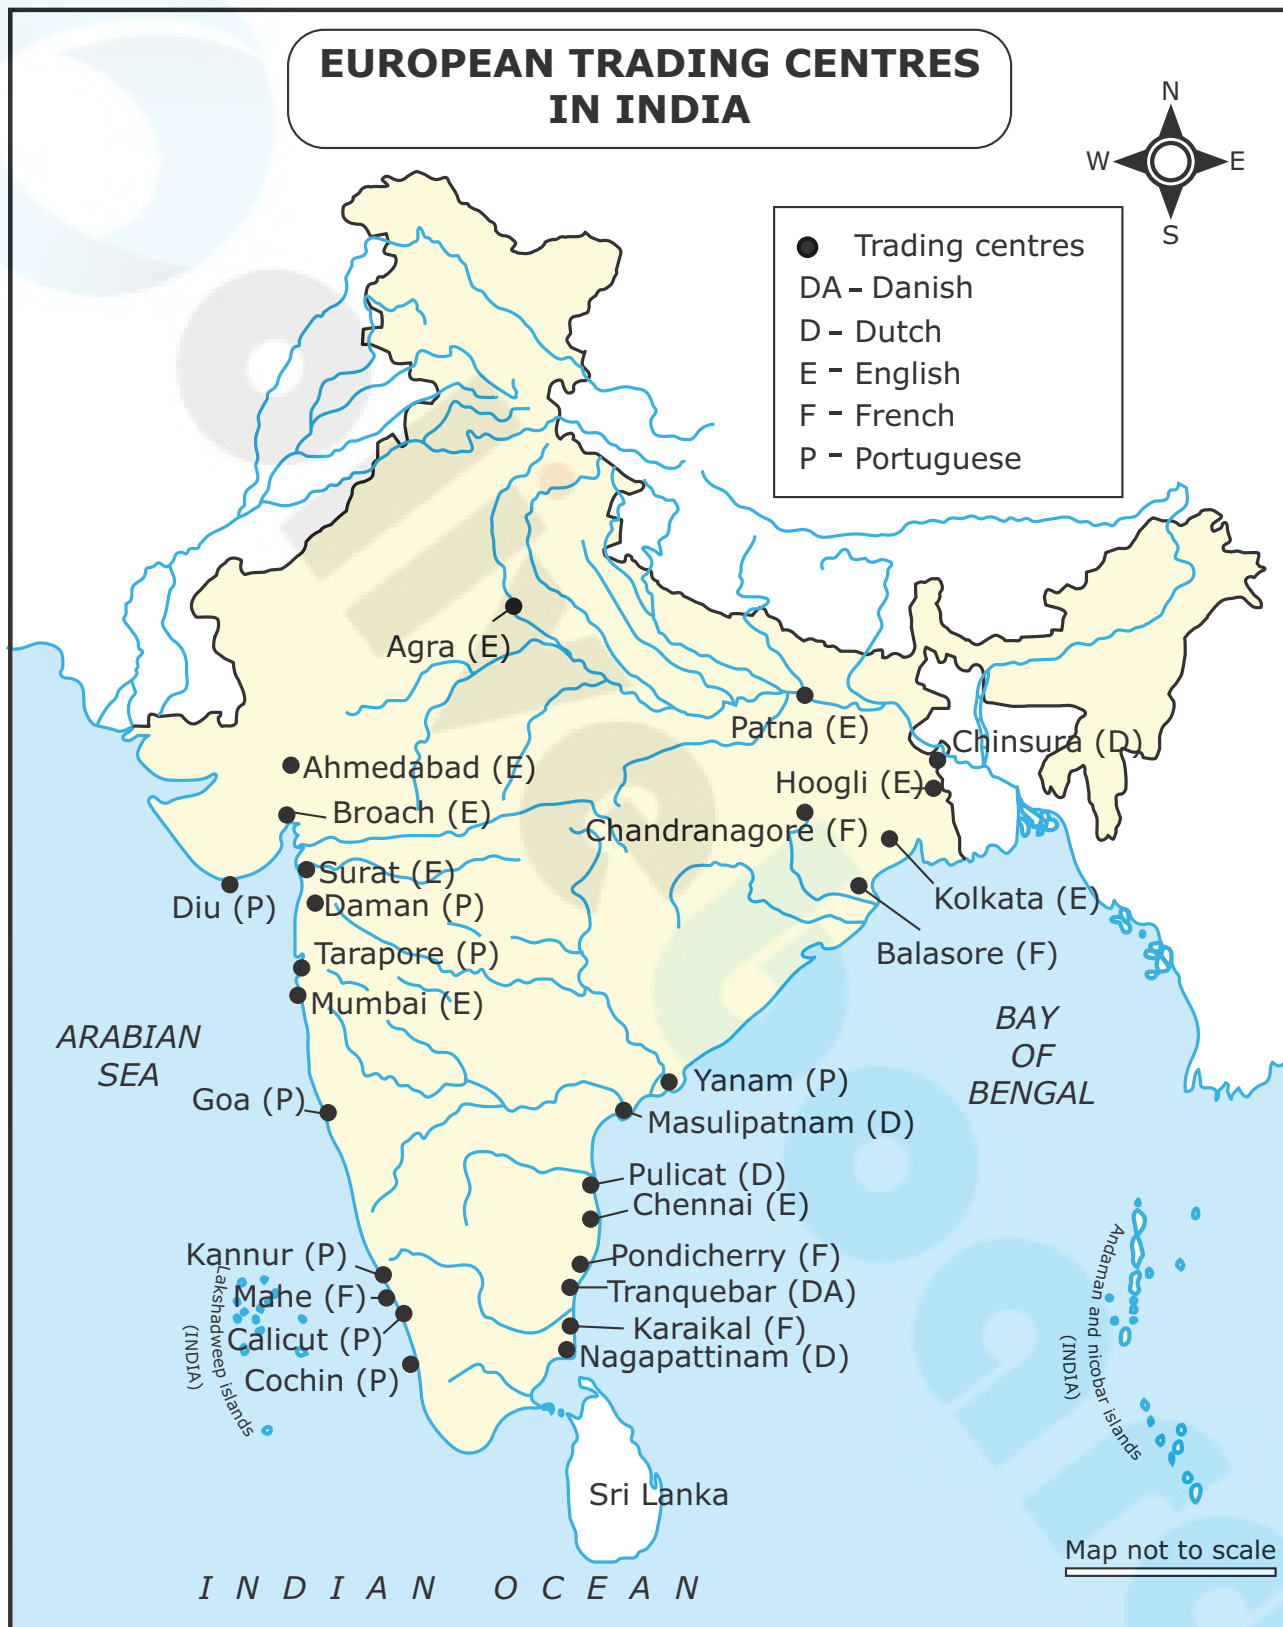 EUROPEAN TRADING CENTRES
IN INDIA
N
W E
S
Trading centres
DA – Danish
D – Dutch
E – English
F – French
P – Portuguese
Agra (E)
Patna (E)
Chinsura (D)
Ahmedabad (E)
Hoogli (E)
Broach (E)
Chandranagore (F)
Surat (E)
Diu (P)
Daman (P)
Kolkata (E)
Tarapore (P)
Balasore (F)
Mumbai (E)
ARABIAN
SEA
BAY
OF
BENGAL
Goa (P)
Yanam (P)
Masulipatnam (D)
Pulicat (D)
Chennai (E)
Kannur (P)
Pondicherry (F)
Mahe (F)
Tranquebar (DA)
Calicut (P)
Karaikal (F)
Cochin (P)
Nagapattinam (D)
Lakshadweep islands
(INDIA)
Andaman and nicobar islands
(INDIA)
Sri Lanka
Map not to scale
INDIAN OCEAN